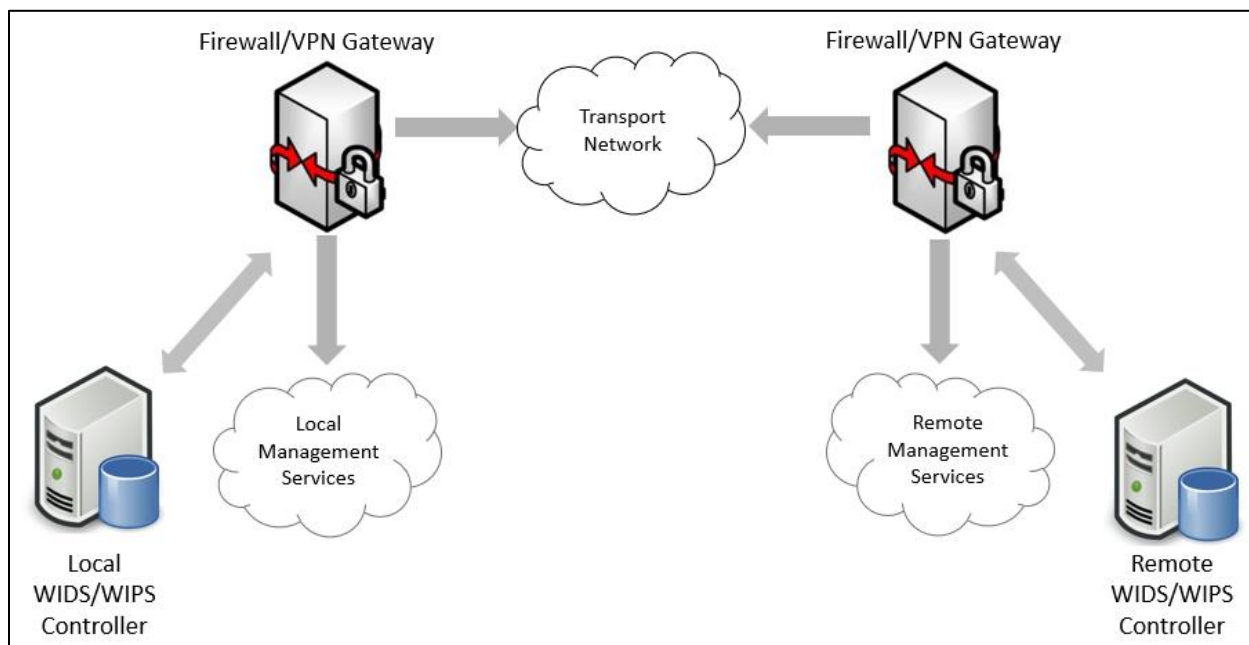 Firewall/VPN Gateway
Firewall/VPN Gateway
Transport
Network
Local
Management
Services
Remote
Management
Services
Local
WIDS/WIPS
Controller
Remote
WIDS/WIPS
Controller